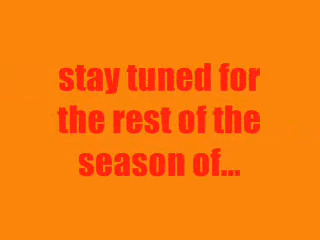 stay tuned for
the rest of the
season of...